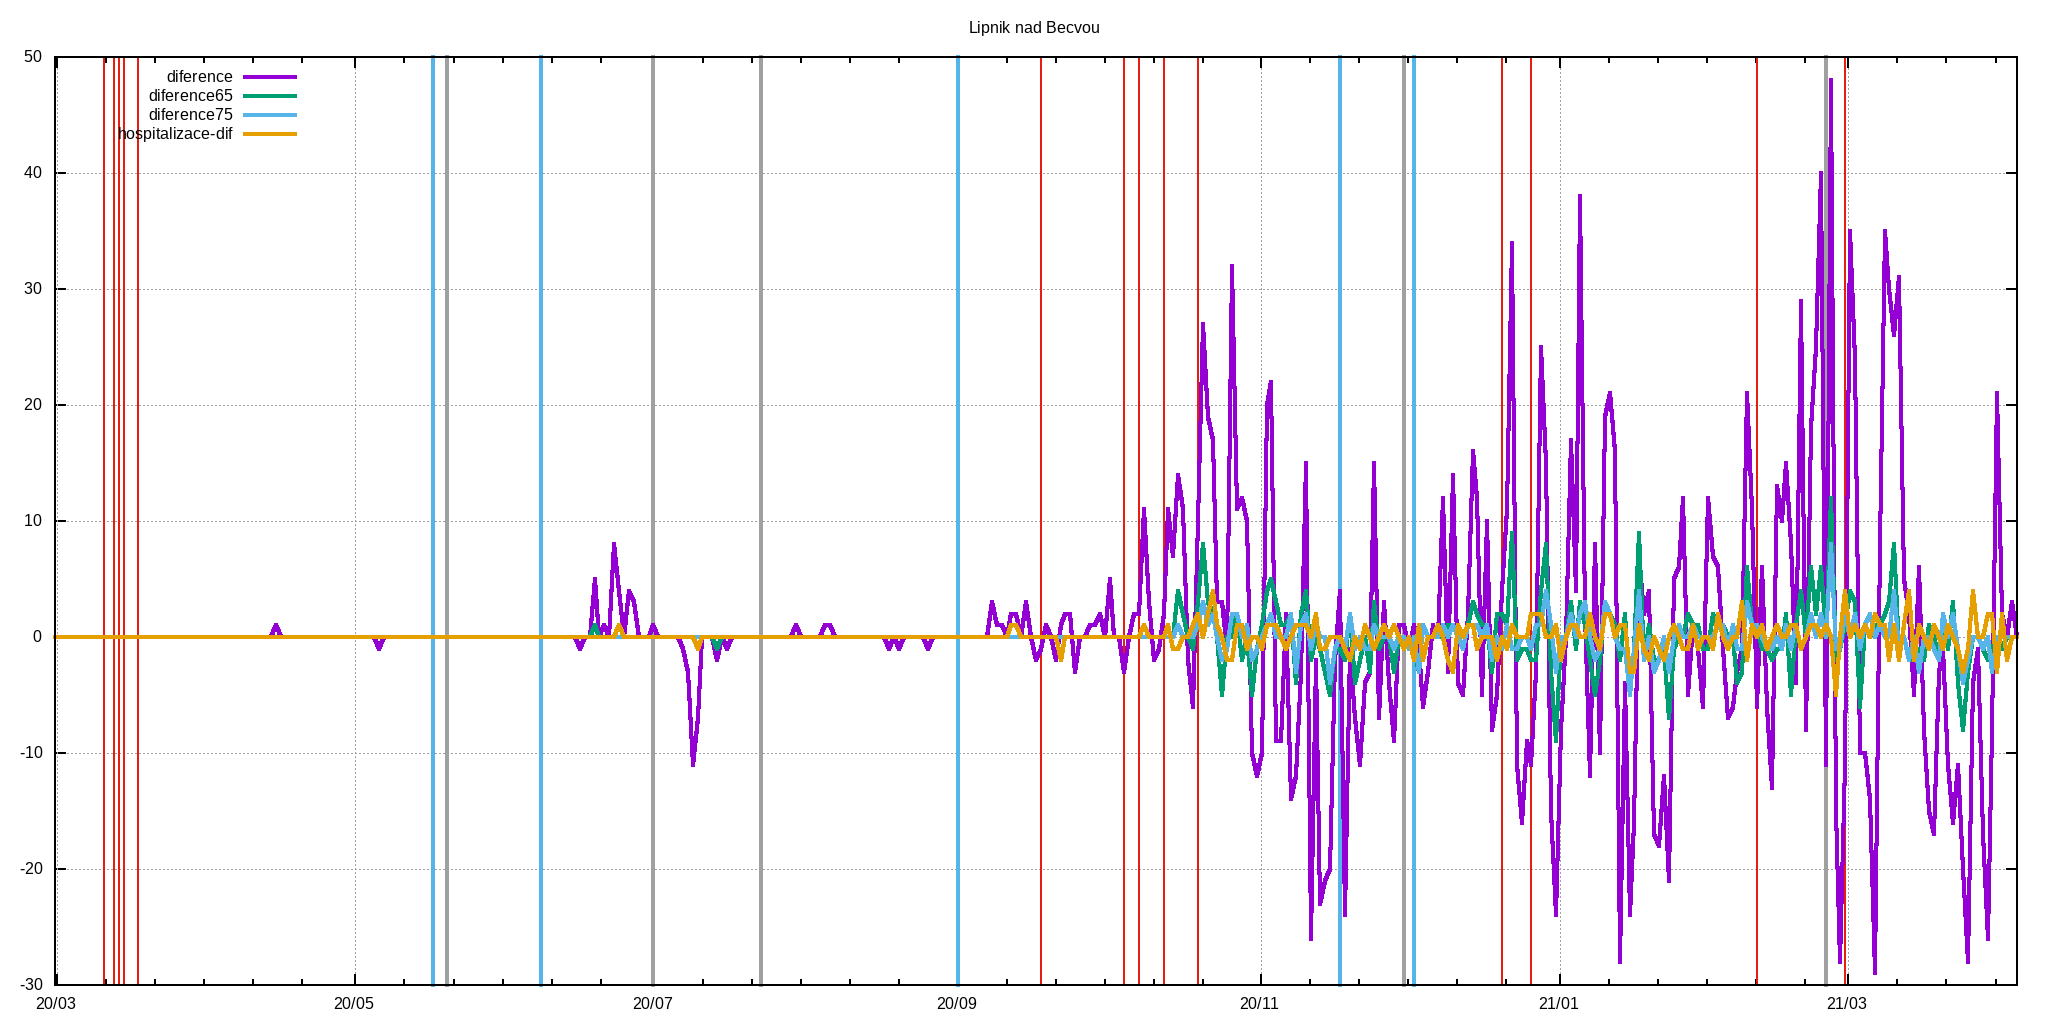 Lipnik nad Becvou
50
40
30
20
10
0
-10
-20
-30
diference
diference65
diference75
hospitalizace-dif
20/03 20/05 20/07 20/09 20/11 21/01 21/03